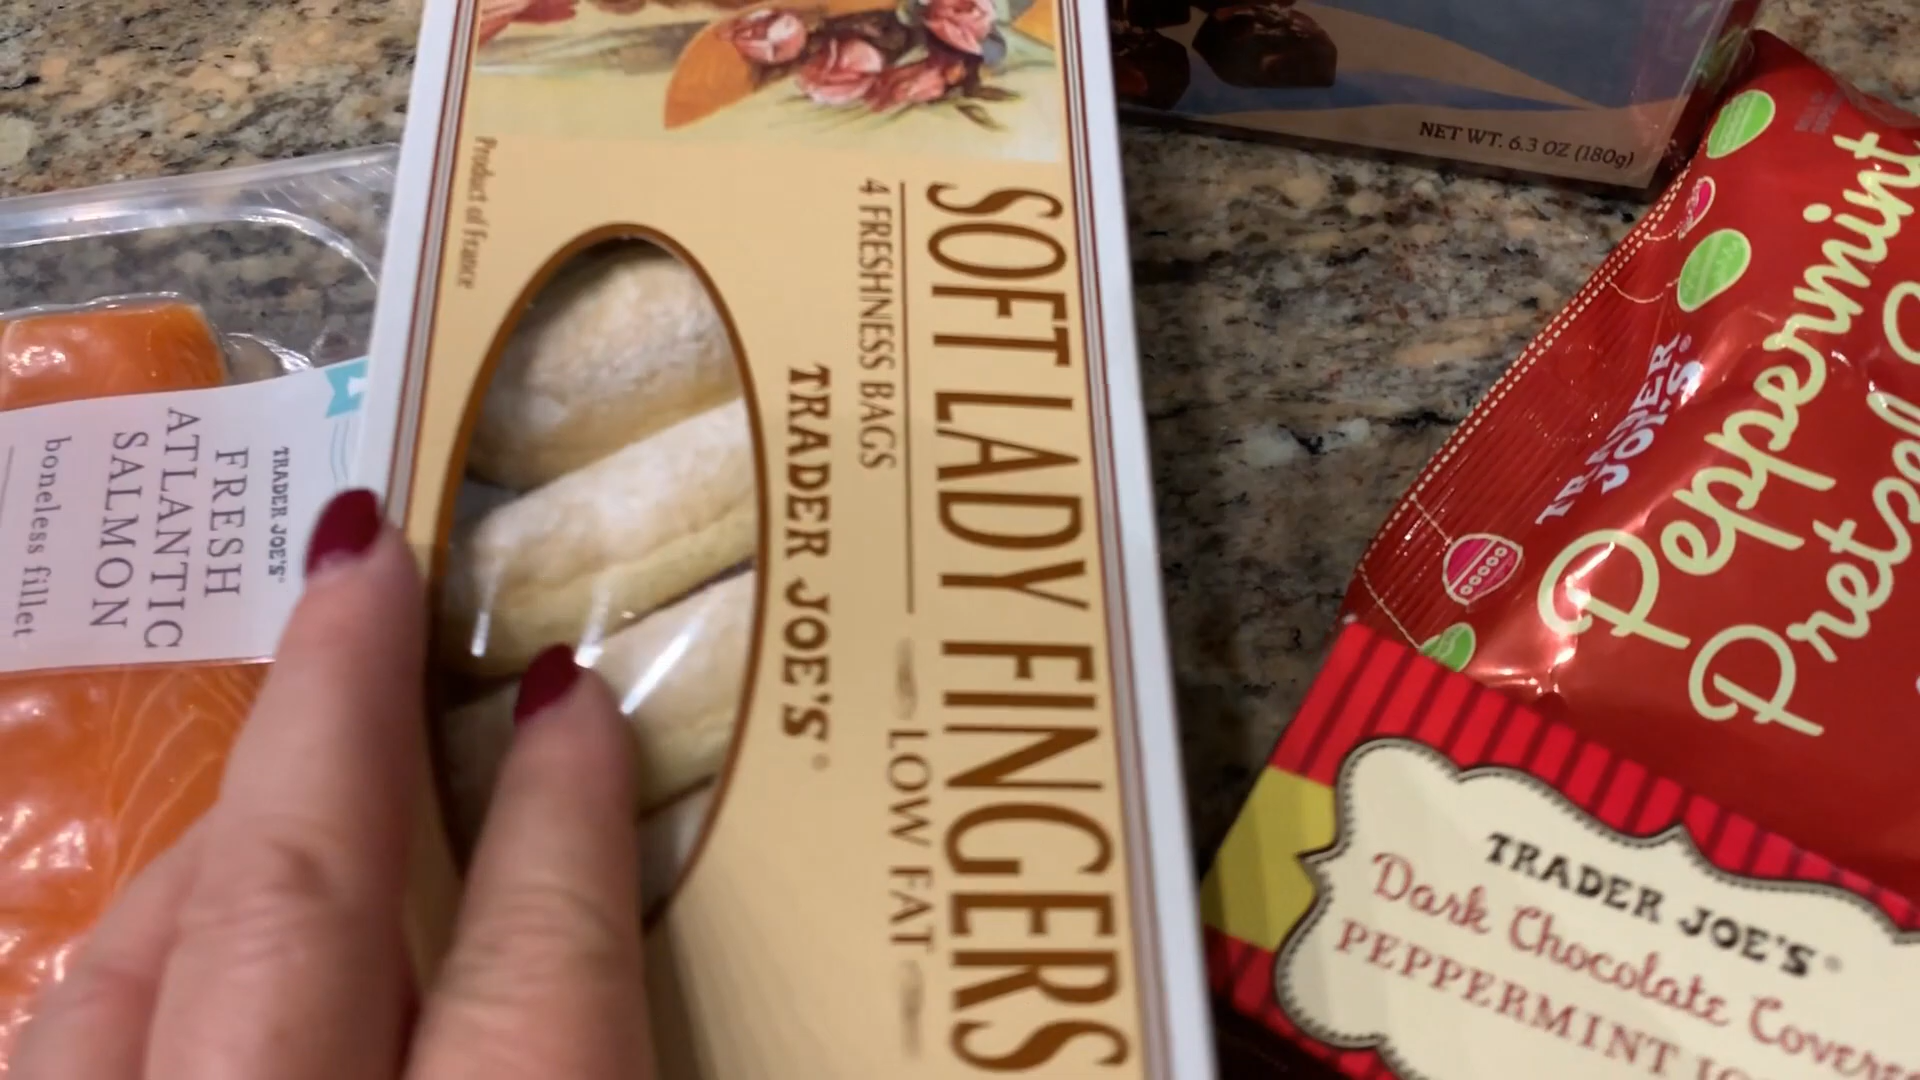 TRADER JOE'S®
FRESH
ATLANTIC
SALMON
boneless fillet
SOFT LADY FINGERS
4 FRESHNESS BAGS
LOW FAT
TRADER JOE'S®
Product of France
NET WT. 6.3 OZ (180g)
TRADER
JOE'S®
Peppermint
Pretzel
TRADER JOE'S®
Dark Chocolate Covered
PEPPERMINT